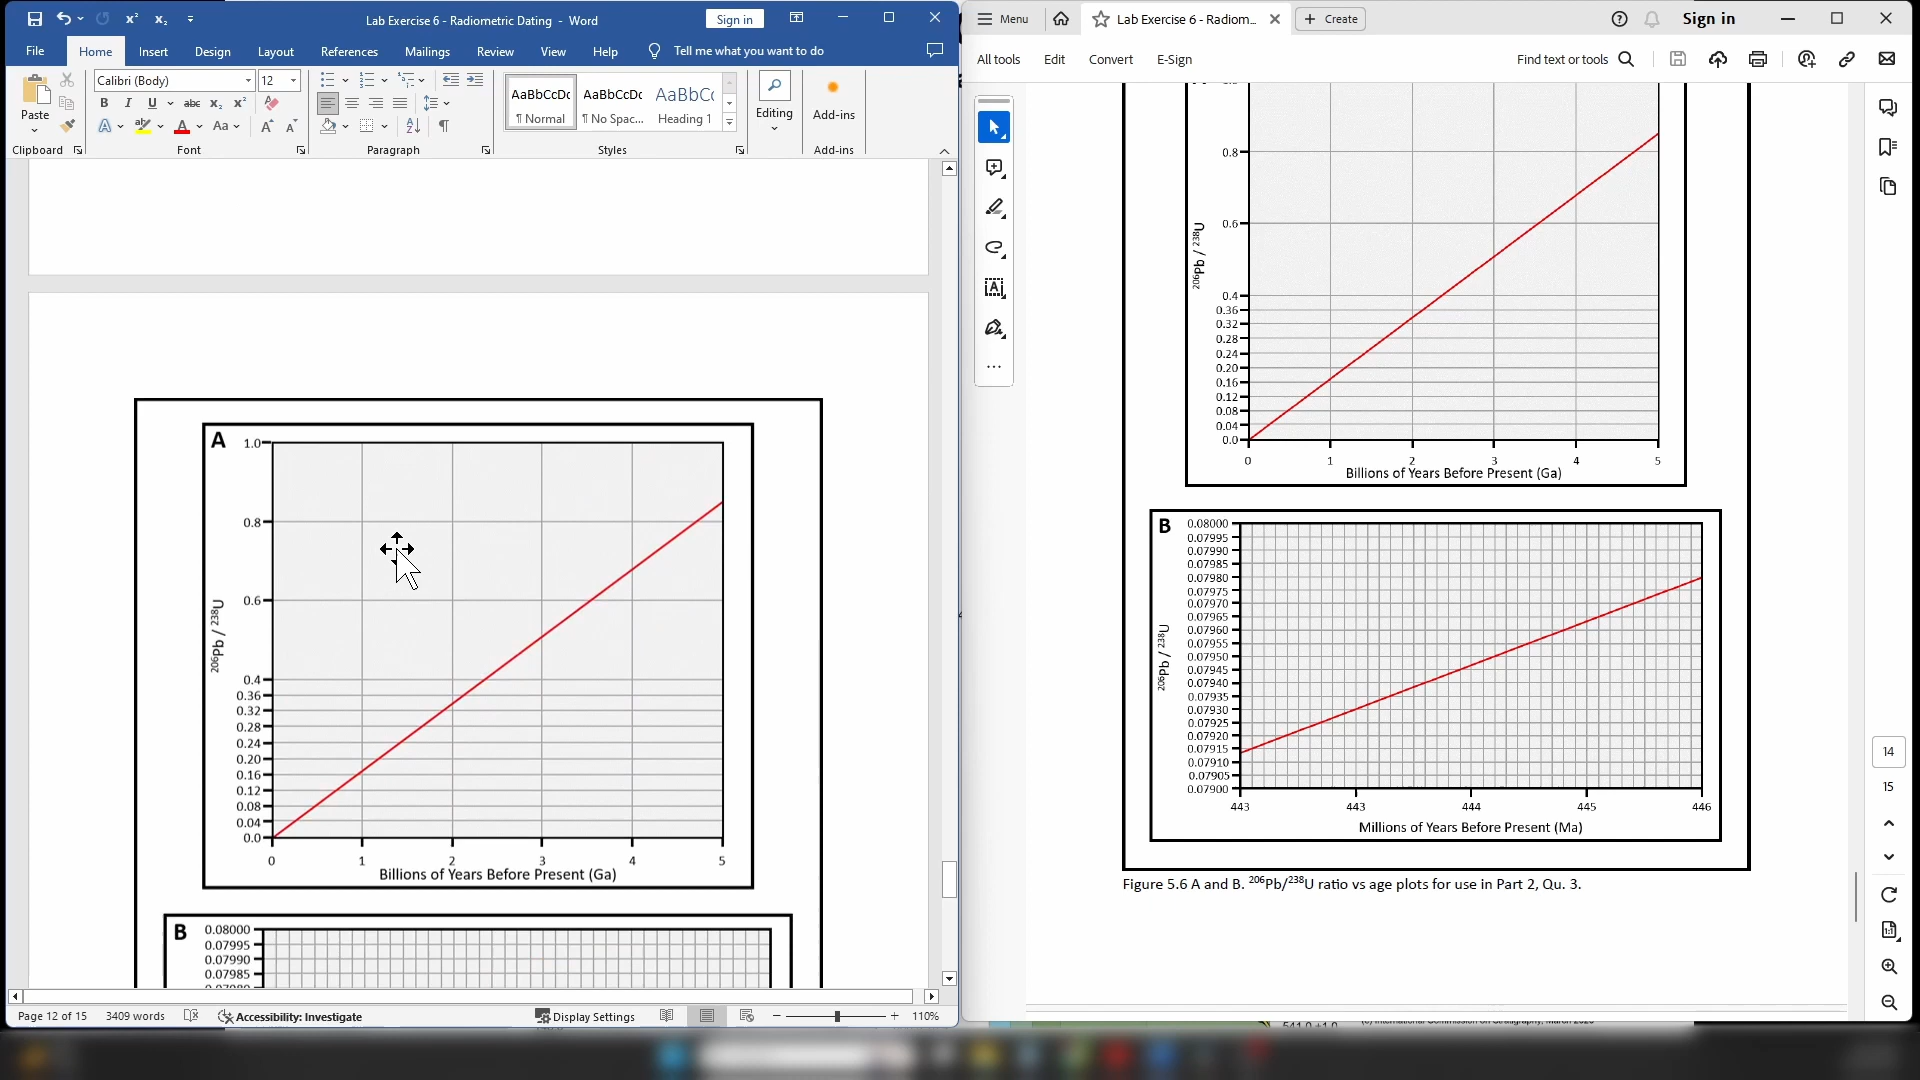 Lab Exercise 6 - Radiometric Dating - Word
Sign in
File Home Insert Design Layout References Mailings Review View Help Tell me what you want to do
Paste
Calibri (Body) 12
B I U abc x₂ x²
A A Aa A A
AaBbCcDc AaBbCcDc AaBbC(
¶ Normal ¶ No Spac... Heading 1
Editing
Add-ins
Clipboard Font Paragraph Styles Add-ins
A
1.0
0.8
0.6
0.4
0.36
0.32
0.28
0.24
0.20
0.16
0.12
0.08
0.04
0.0
²⁰⁶Pb / ²³⁸U
0 1 2 3 4 5
Billions of Years Before Present (Ga)
B
0.08000
0.07995
0.07990
0.07985
Page 12 of 15 3409 words Accessibility: Investigate Display Settings 110%
Menu Lab Exercise 6 - Radiom... Create Sign in
All tools Edit Convert E-Sign Find text or tools
0.8
0.6
0.4
0.36
0.32
0.28
0.24
0.20
0.16
0.12
0.08
0.04
0.0
²⁰⁶Pb / ²³⁸U
0 1 2 3 4 5
Billions of Years Before Present (Ga)
B
0.08000
0.07995
0.07990
0.07985
0.07980
0.07975
0.07970
0.07965
0.07960
0.07955
0.07950
0.07945
0.07940
0.07935
0.07930
0.07925
0.07920
0.07915
0.07910
0.07905
0.07900
²⁰⁶Pb / ²³⁸U
443 443 444 445 446
Millions of Years Before Present (Ma)
Figure 5.6 A and B. ²⁰⁶Pb/²³⁸U ratio vs age plots for use in Part 2, Qu. 3.
14
15